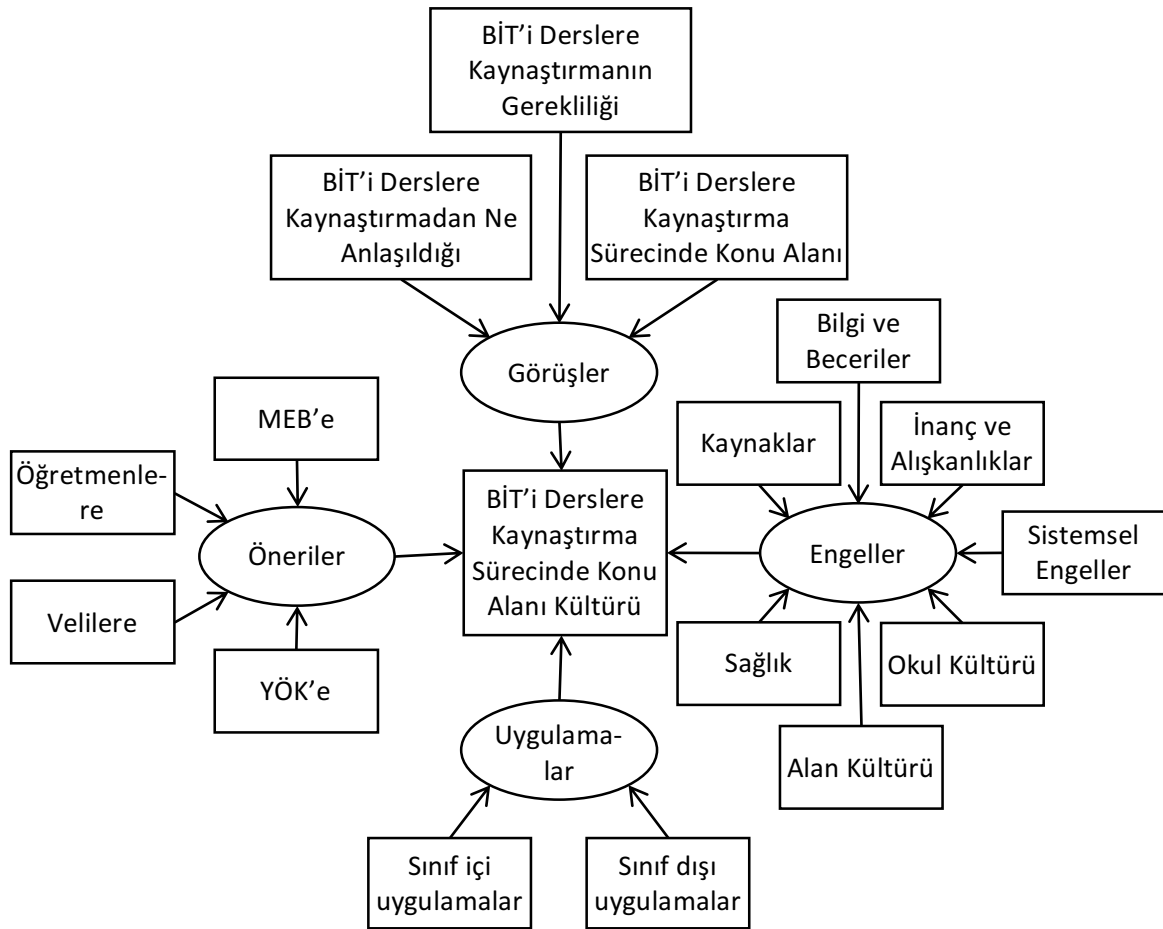 BİT’i Derslere
Kaynaştırmanın
Gerekliliği
BİT’i Derslere
Kaynaştırmadan Ne
Anlaşıldığı
BİT’i Derslere
Kaynaştırma
Sürecinde Konu Alanı
Görüşler
Bilgi ve
Beceriler
Kaynaklar
İnanç ve
Alışkanlıklar
MEB’e
Öğretmenle-
re
Öneriler
Velilere
YÖK’e
BİT’i Derslere
Kaynaştırma
Sürecinde Konu
Alanı Kültürü
Engeller
Sistemsel
Engeller
Sağlık
Okul Kültürü
Alan Kültürü
Uygulama-
lar
Sınıf içi
uygulamalar
Sınıf dışı
uygulamalar